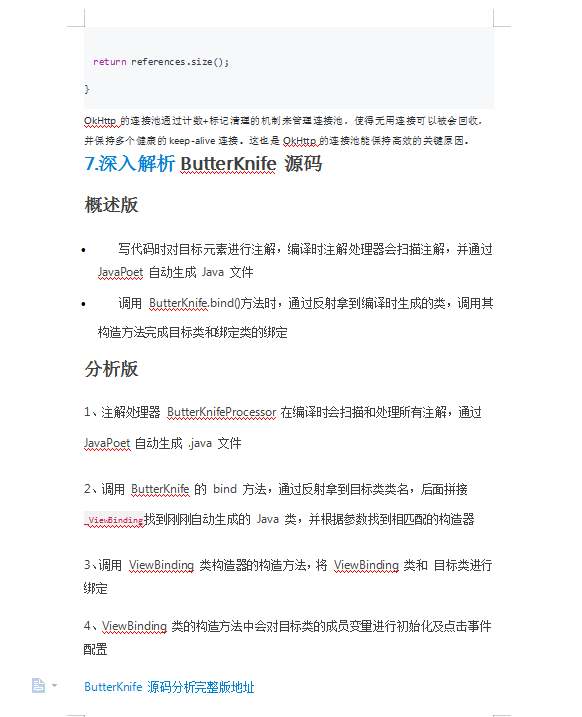 return references.size();
}
OkHttp 的连接池通过计数+标记清理的机制来管理连接池，使得无用连接可以被会回收，
并保持多个健康的 keep-alive 连接。这也是 OkHttp 的连接池能保持高效的关键原因。
7.深入解析 ButterKnife 源码
概述版
• 写代码时对目标元素进行注解，编译时注解处理器会扫描注解，并通过
JavaPoet 自动生成 Java 文件
• 调用 ButterKnife.bind()方法时，通过反射拿到编译时生成的类，调用其
构造方法完成目标类和绑定类的绑定
分析版
1、注解处理器 ButterKnifeProcessor 在编译时会扫描和处理所有注解，通过
JavaPoet 自动生成 .java 文件
2、调用 ButterKnife 的 bind 方法，通过反射拿到目标类类名，后面拼接
_ViewBinding找到刚刚自动生成的 Java 类，并根据参数找到相匹配的构造器
3、调用 ViewBinding 类构造器的构造方法，将 ViewBinding 类和 目标类进行
绑定
4、ViewBinding 类的构造方法中会对目标类的成员变量进行初始化及点击事件
配置
ButterKnife 源码分析完整版地址